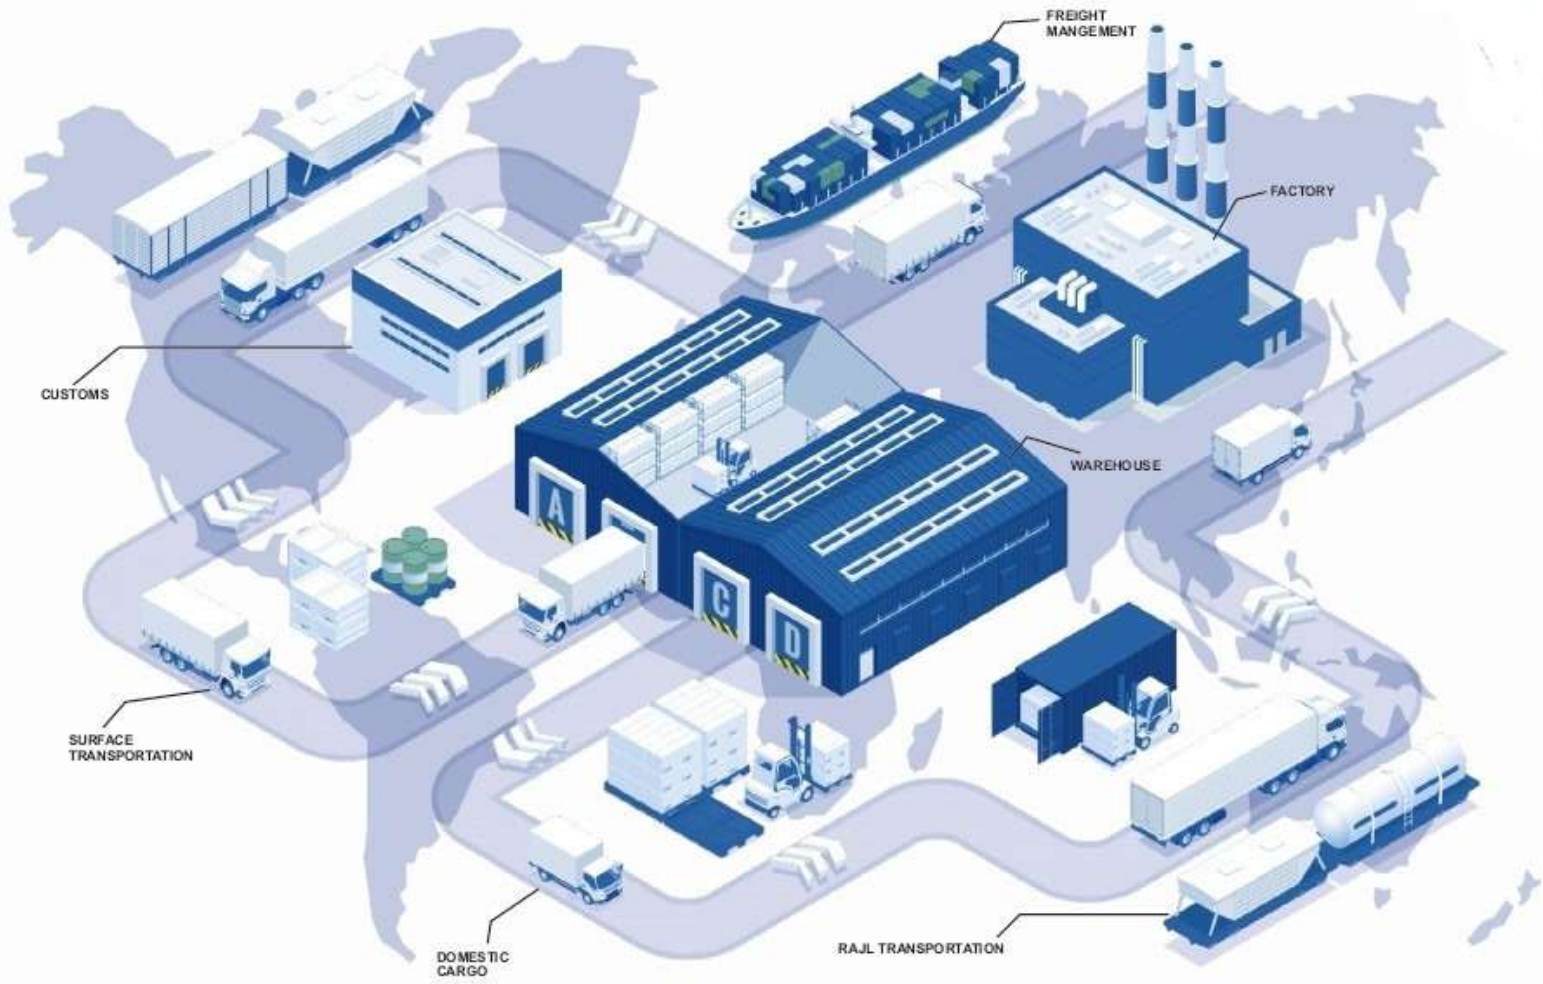 FREIGHT
MANGEMENT
FACTORY
CUSTOMS
WAREHOUSE
A
C
D
SURFACE
TRANSPORTATION
DOMESTIC
CARGO
RAJL TRANSPORTATION